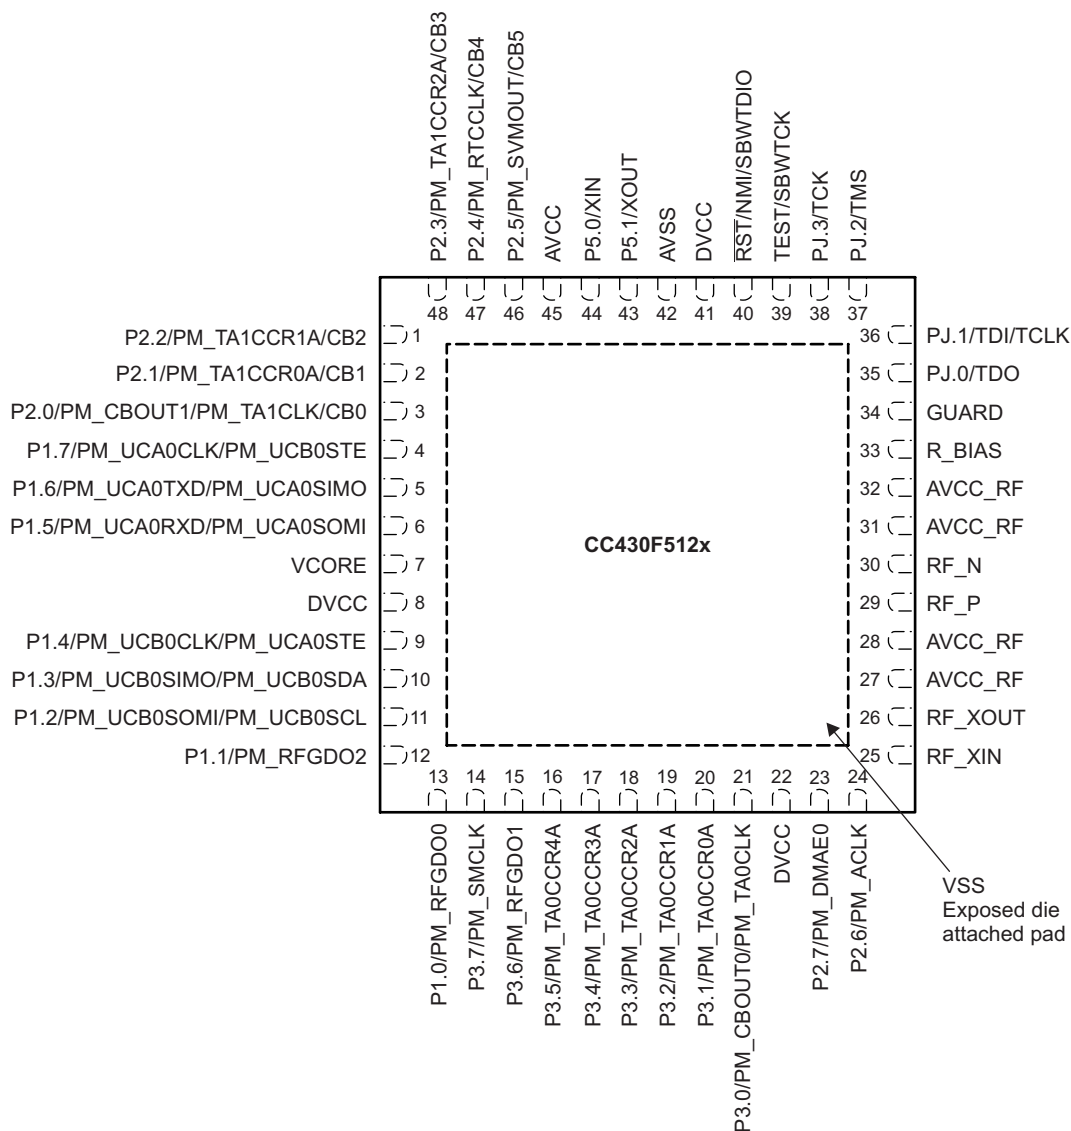 P2.3/PM_TA1CCR2A/CB3
P2.4/PM_RTCCLK/CB4
P2.5/PM_SVMOUT/CB5
AVCC
P5.0/XIN
P5.1/XOUT
AVSS
DVCC
RST/NMI/SBWTDIO
TEST/SBWTCK
PJ.3/TCK
PJ.2/TMS
48 47 46 45 44 43 42 41 40 39 38 37
P2.2/PM_TA1CCR1A/CB2 1
P2.1/PM_TA1CCR0A/CB1 2
P2.0/PM_CBOUT1/PM_TA1CLK/CB0 3
P1.7/PM_UCA0CLK/PM_UCB0STE 4
P1.6/PM_UCA0TXD/PM_UCA0SIMO 5
P1.5/PM_UCA0RXD/PM_UCA0SOMI 6
VCORE 7
DVCC 8
P1.4/PM_UCB0CLK/PM_UCA0STE 9
P1.3/PM_UCB0SIMO/PM_UCB0SDA 10
P1.2/PM_UCB0SOMI/PM_UCB0SCL 11
P1.1/PM_RFGDO2 12
CC430F512x
36 PJ.1/TDI/TCLK
35 PJ.0/TDO
34 GUARD
33 R_BIAS
32 AVCC_RF
31 AVCC_RF
30 RF_N
29 RF_P
28 AVCC_RF
27 AVCC_RF
26 RF_XOUT
25 RF_XIN
13 14 15 16 17 18 19 20 21 22 23 24
P1.0/PM_RFGDO0
P3.7/PM_SMCLK
P3.6/PM_RFGDO1
P3.5/PM_TA0CCR4A
P3.4/PM_TA0CCR3A
P3.3/PM_TA0CCR2A
P3.2/PM_TA0CCR1A
P3.1/PM_TA0CCR0A
P3.0/PM_CBOUT0/PM_TA0CLK
DVCC
P2.7/PM_DMAE0
P2.6/PM_ACLK
VSS
Exposed die
attached pad